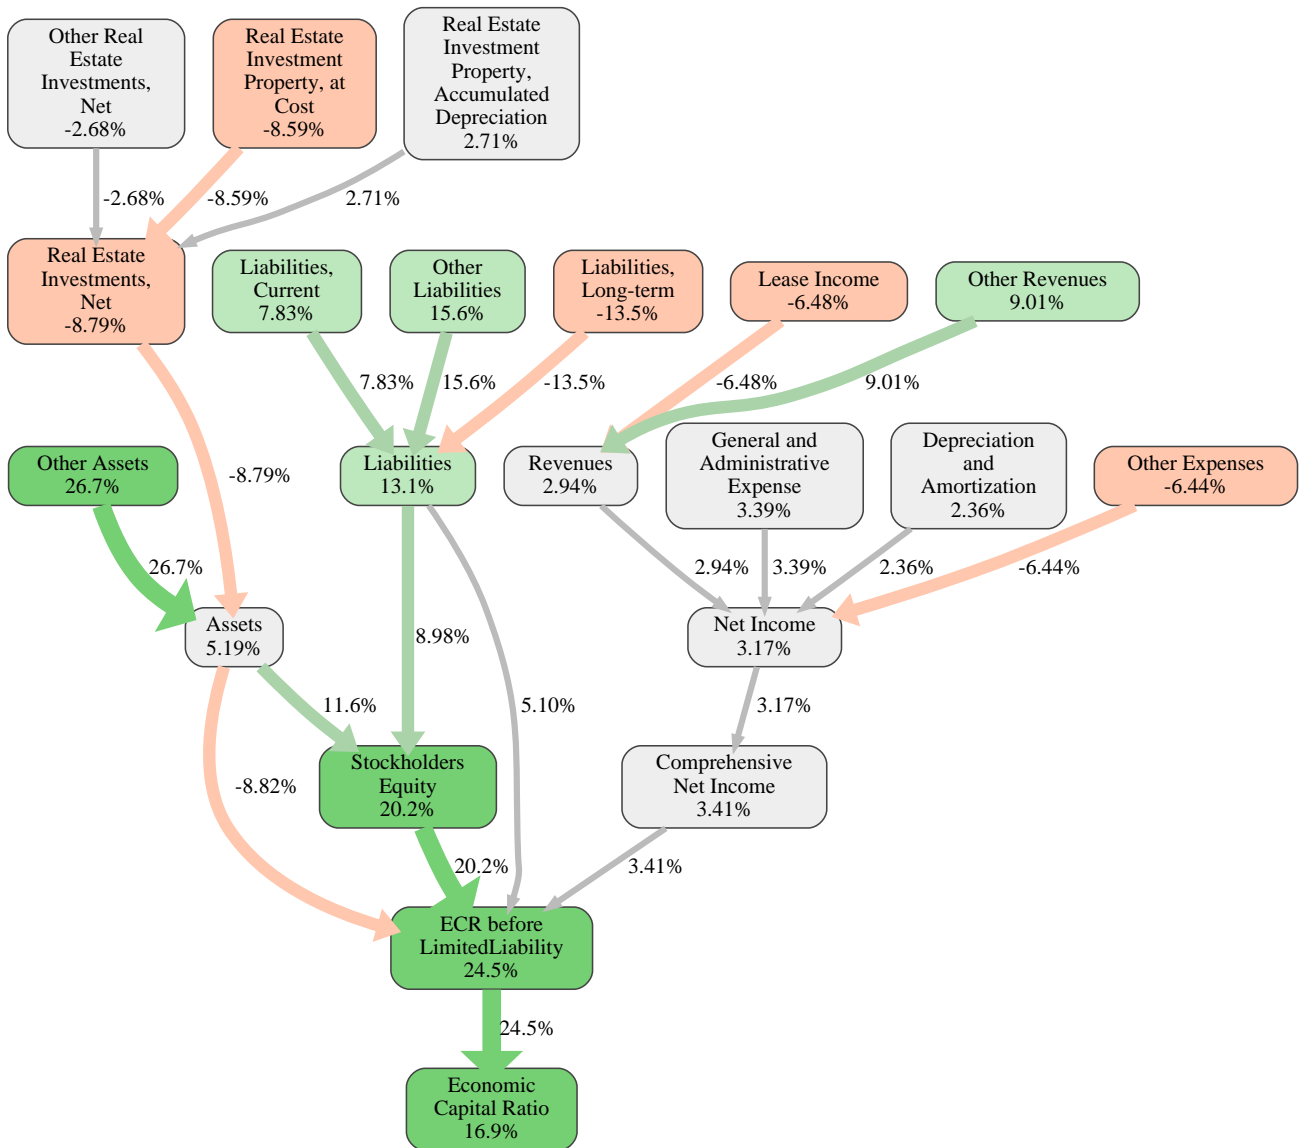 Other Real
Estate
Investments,
Net
-2.68%
Real Estate
Investment
Property, at
Cost
-8.59%
Real Estate
Investment
Property,
Accumulated
Depreciation
2.71%
-2.68%
-8.59%
2.71%
Real Estate
Investments,
Net
-8.79%
Liabilities,
Current
7.83%
Other
Liabilities
15.6%
Liabilities,
Long-term
-13.5%
Lease Income
-6.48%
Other Revenues
9.01%
7.83%
15.6%
-13.5%
-6.48%
9.01%
Other Assets
26.7%
-8.79%
Liabilities
13.1%
Revenues
2.94%
General and
Administrative
Expense
3.39%
Depreciation
and
Amortization
2.36%
Other Expenses
-6.44%
26.7%
2.94%
3.39%
2.36%
-6.44%
Assets
5.19%
8.98%
Net Income
3.17%
11.6%
5.10%
3.17%
-8.82%
Stockholders
Equity
20.2%
Comprehensive
Net Income
3.41%
20.2%
3.41%
ECR before
LimitedLiability
24.5%
24.5%
Economic
Capital Ratio
16.9%